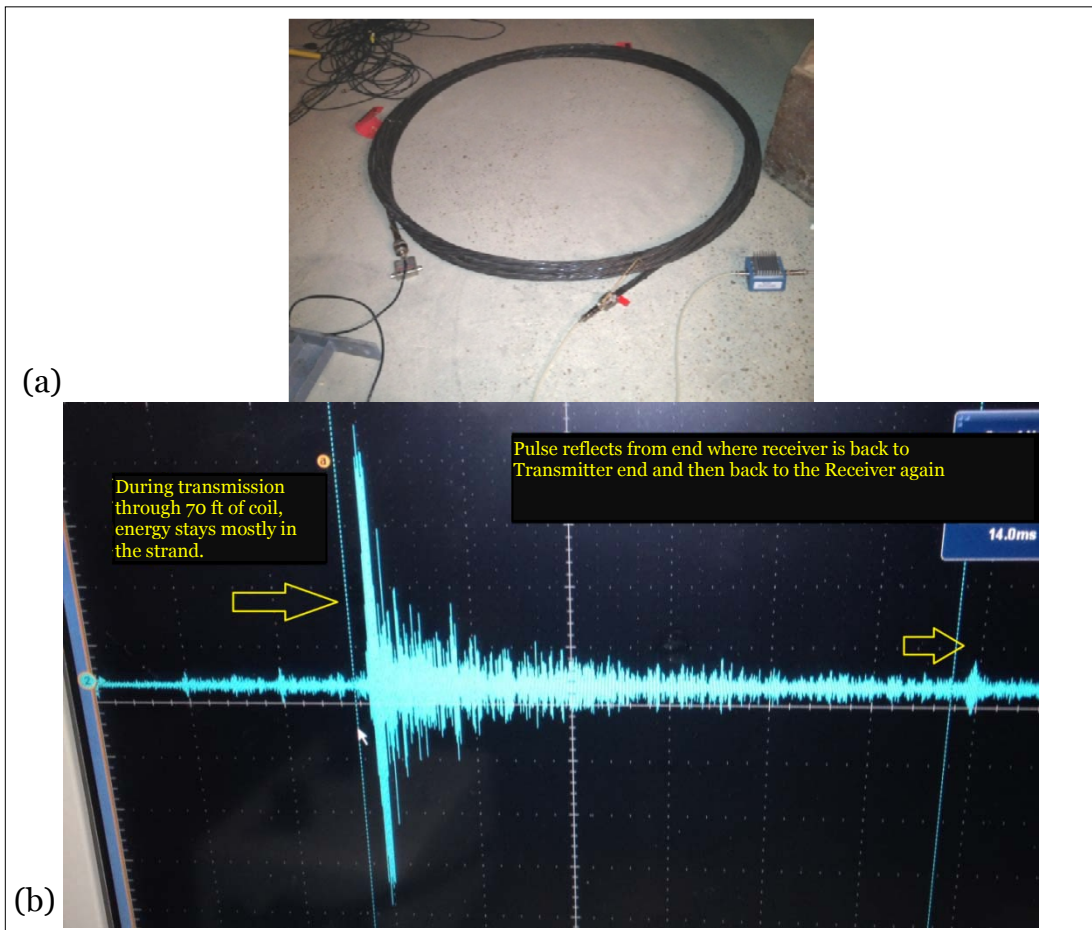 (a)
During transmission
through 70 ft of coil,
energy stays mostly in
the strand.
a
Pulse reflects from end where receiver is back to
Transmitter end and then back to the Receiver again
14.0ms
2
(b)